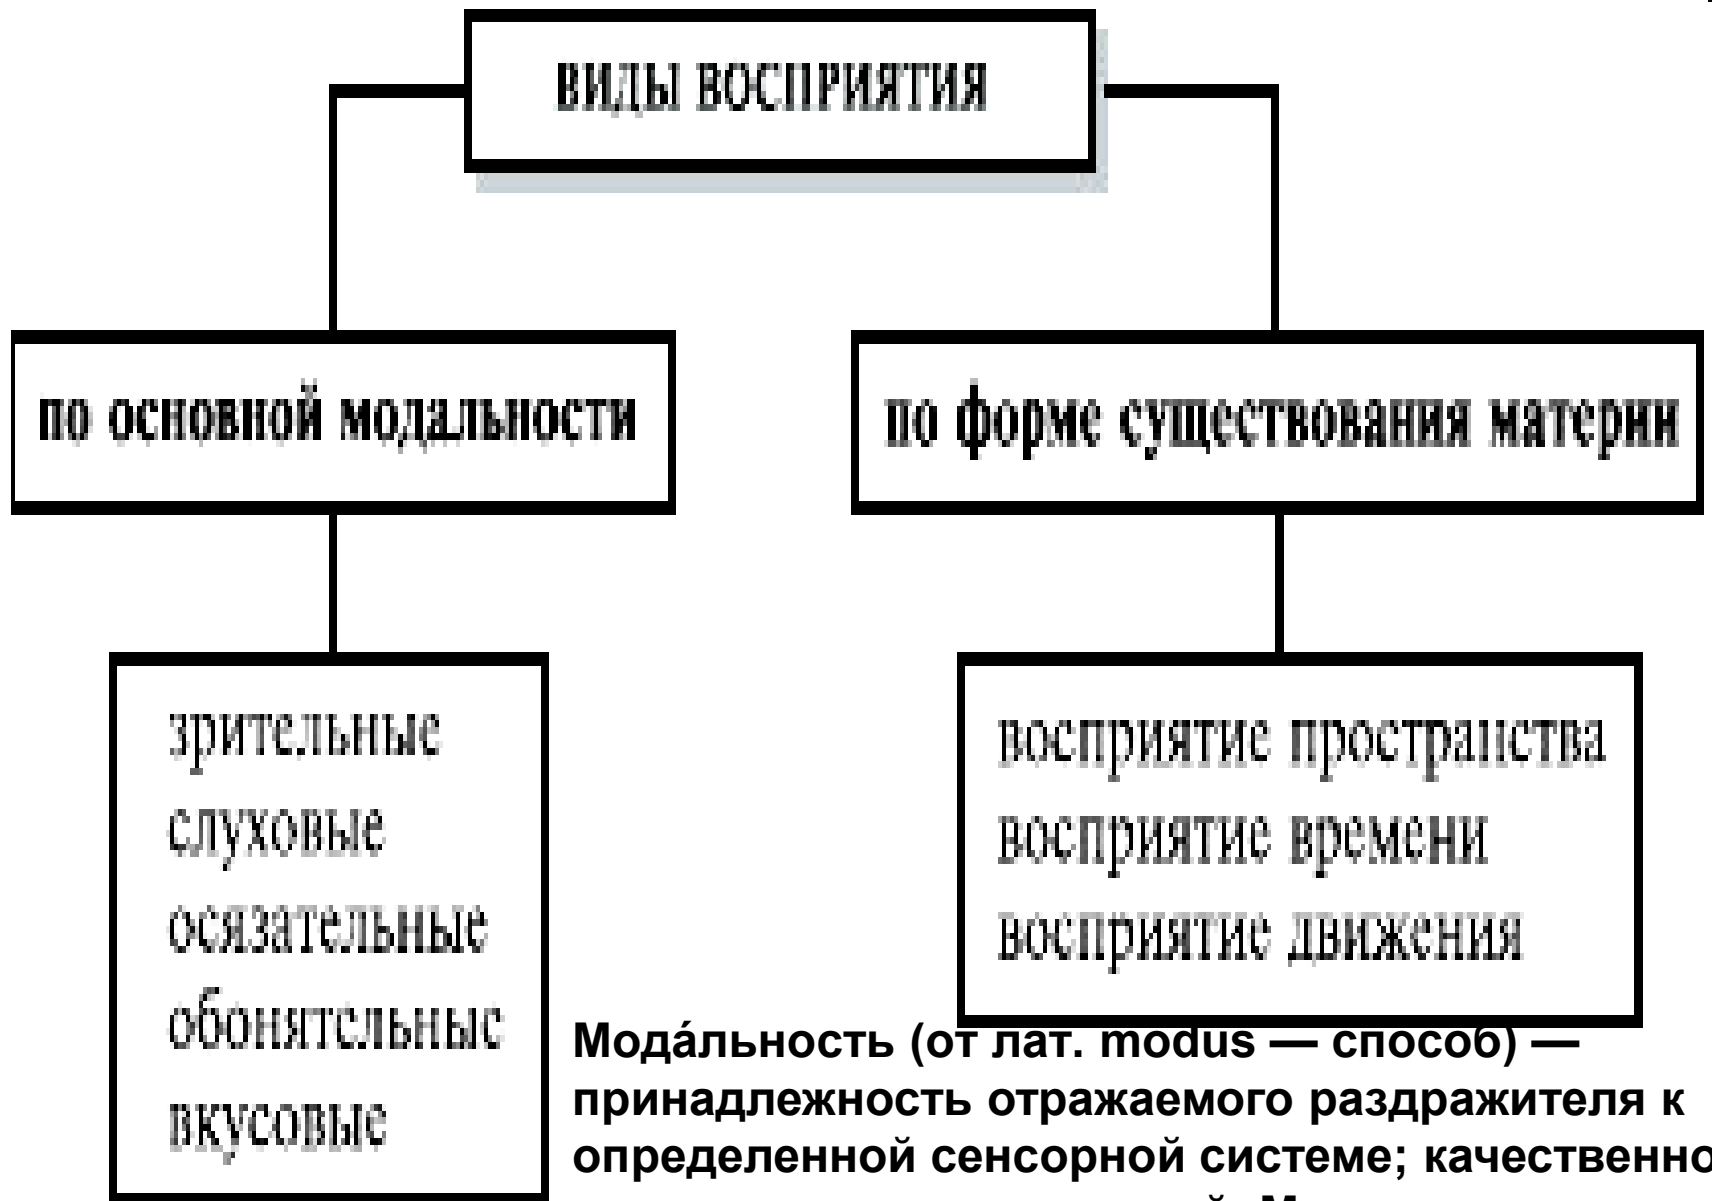 ВИДЫ ВОСПРИЯТИЯ
по основной модальности
по форме существования материи
зрительные
слуховые
осязательные
обонятельные
вкусовые
восприятие пространства
восприятие времени
восприятие движения
Мода́льность (от лат. modus — способ) —
принадлежность отражаемого раздражителя к
определенной сенсорной системе; качественно